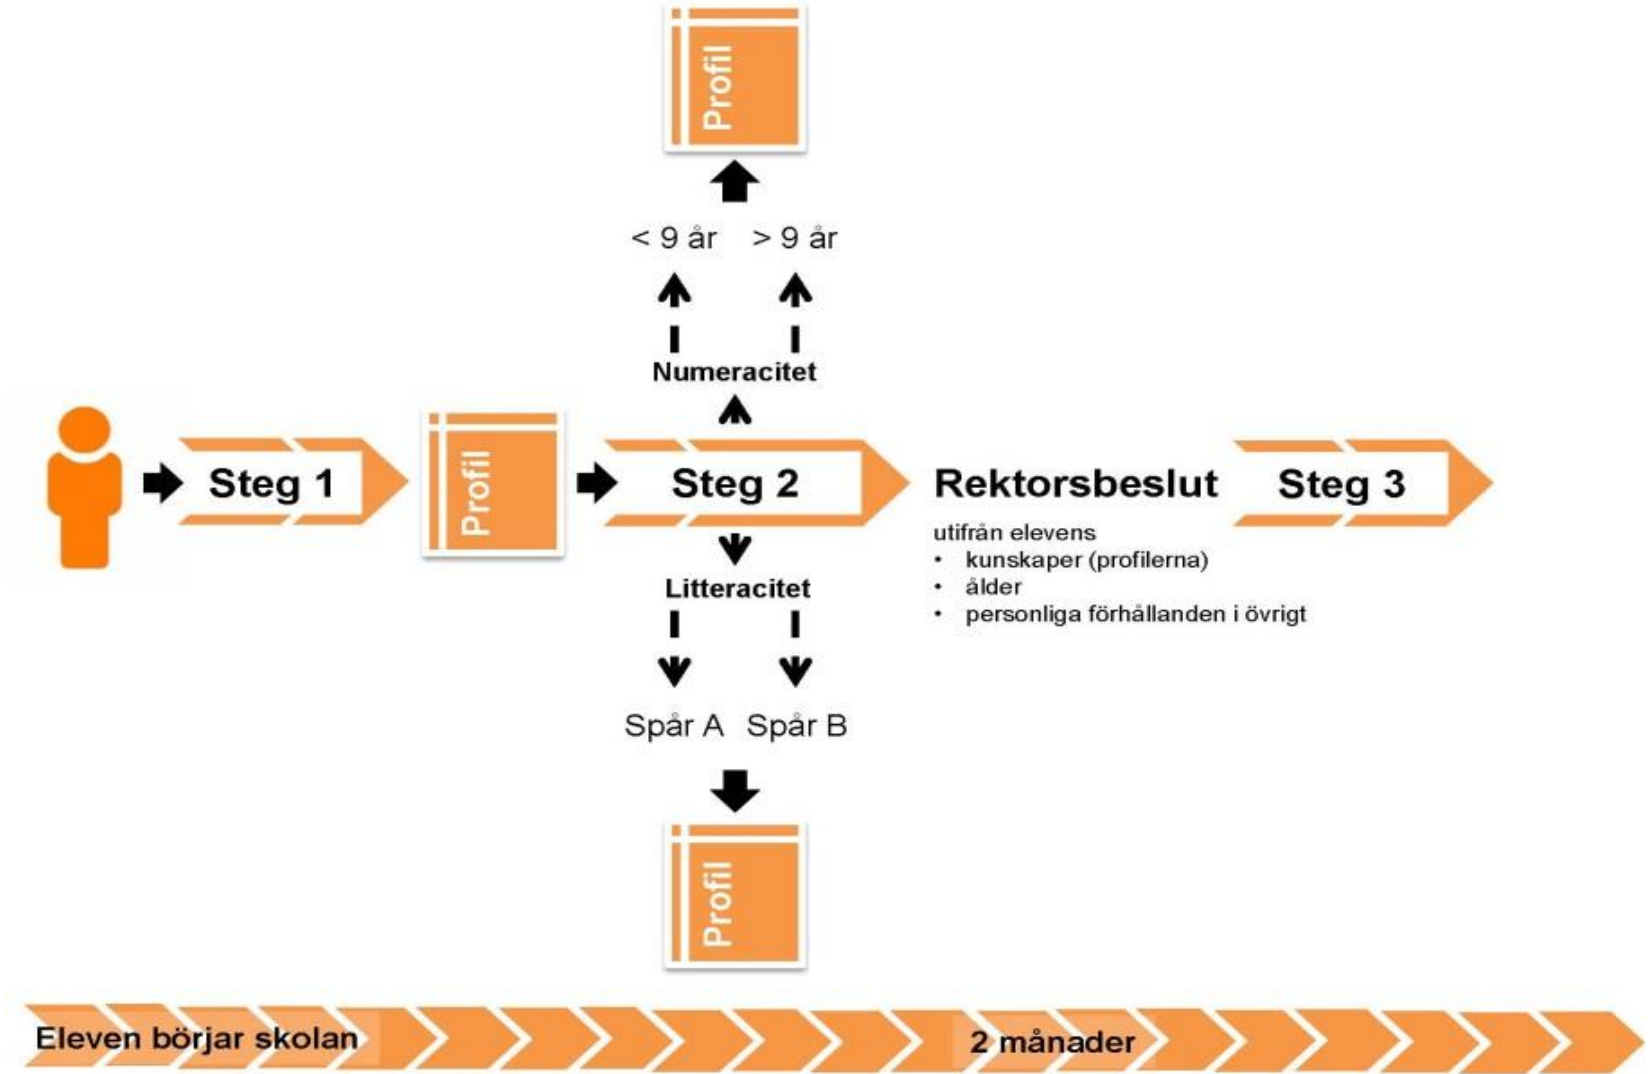 Profil
< 9 år > 9 år
Numeracitet
Steg 1
Profil
Steg 2
Rektorsbeslut
Steg 3
utifrån elevens
• kunskaper (profilerna)
• ålder
• personliga förhållanden i övrigt
Litteracitet
Spår A Spår B
Profil
Eleven börjar skolan
2 månader